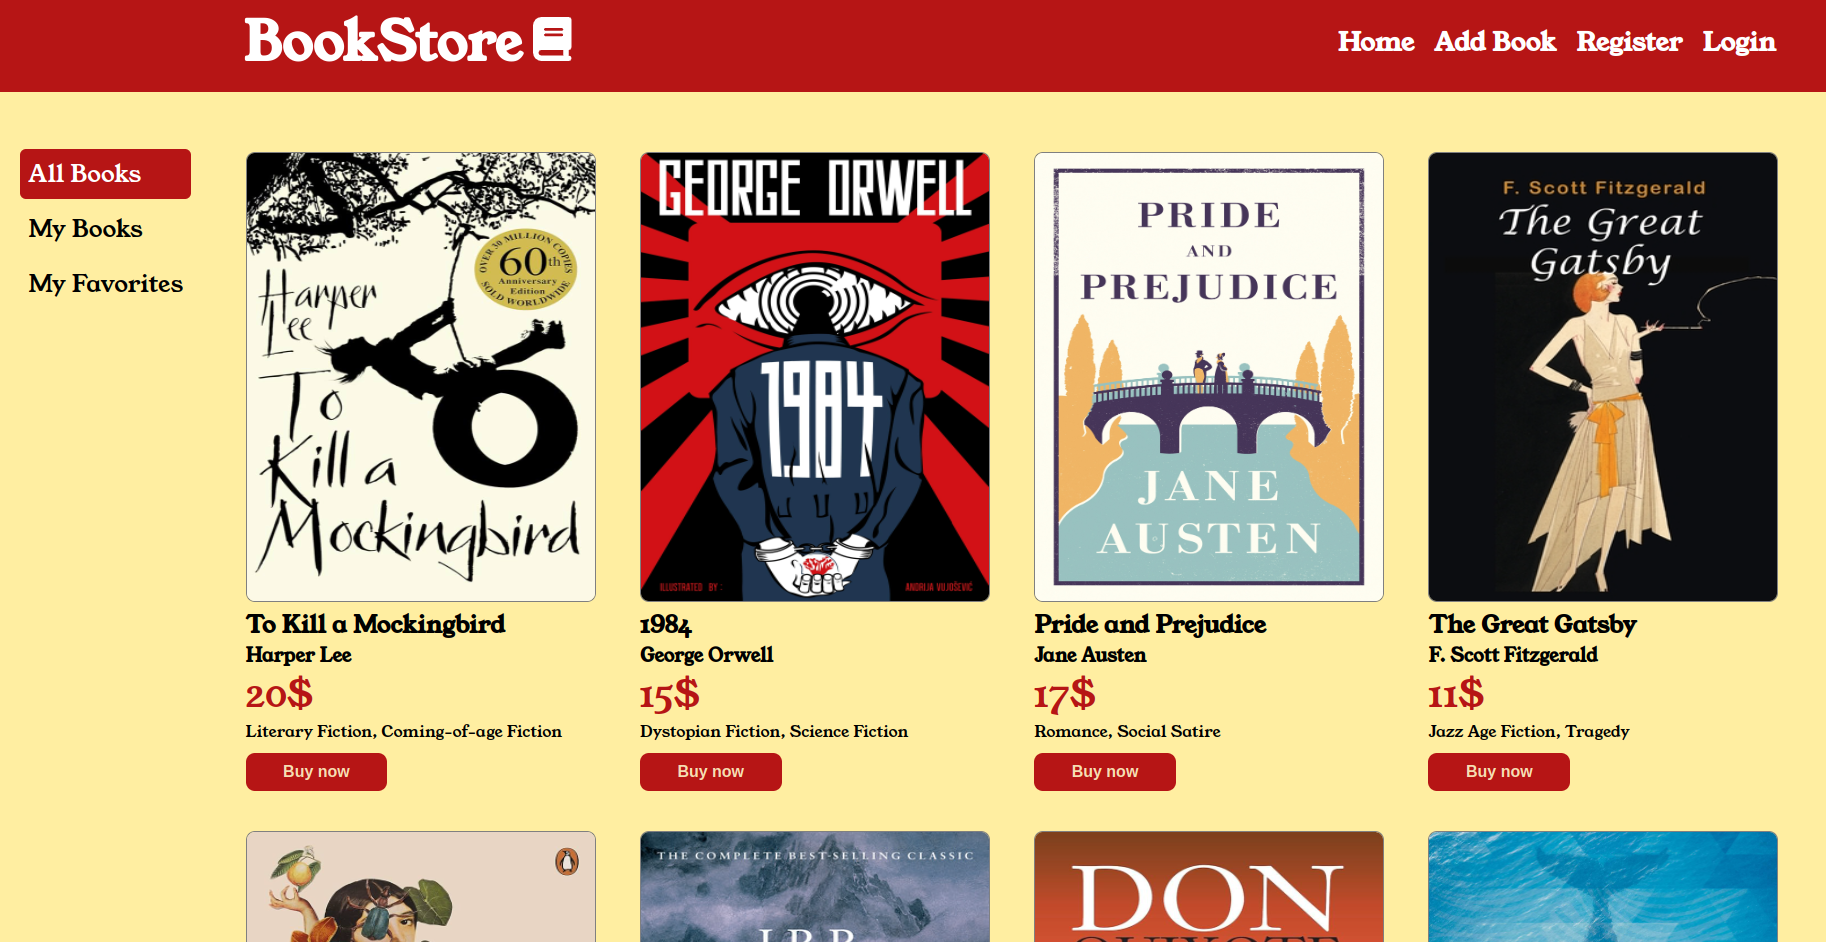 BookStore
Home Add Book Register Login
All Books
My Books
My Favorites
OVER 30 MILLION COPIES
60th
Anniversary
Edition
SOLD WORLDWIDE
Harper
Lee
To
Kill a
Mockingbird
To Kill a Mockingbird
Harper Lee
20$
Literary Fiction, Coming-of-age Fiction
Buy now
GEORGE ORWELL
1984
ILLUSTRATED BY:
ANDRIJA VUJOŠEVIĆ
1984
George Orwell
15$
Dystopian Fiction, Science Fiction
Buy now
PRIDE
AND
PREJUDICE
JANE
AUSTEN
Pride and Prejudice
Jane Austen
17$
Romance, Social Satire
Buy now
F. Scott Fitzgerald
The Great
Gatsby
The Great Gatsby
F. Scott Fitzgerald
11$
Jazz Age Fiction, Tragedy
Buy now
THE COMPLETE BEST-SELLING CLASSIC
J.R.R.
DON
QUIXOTE